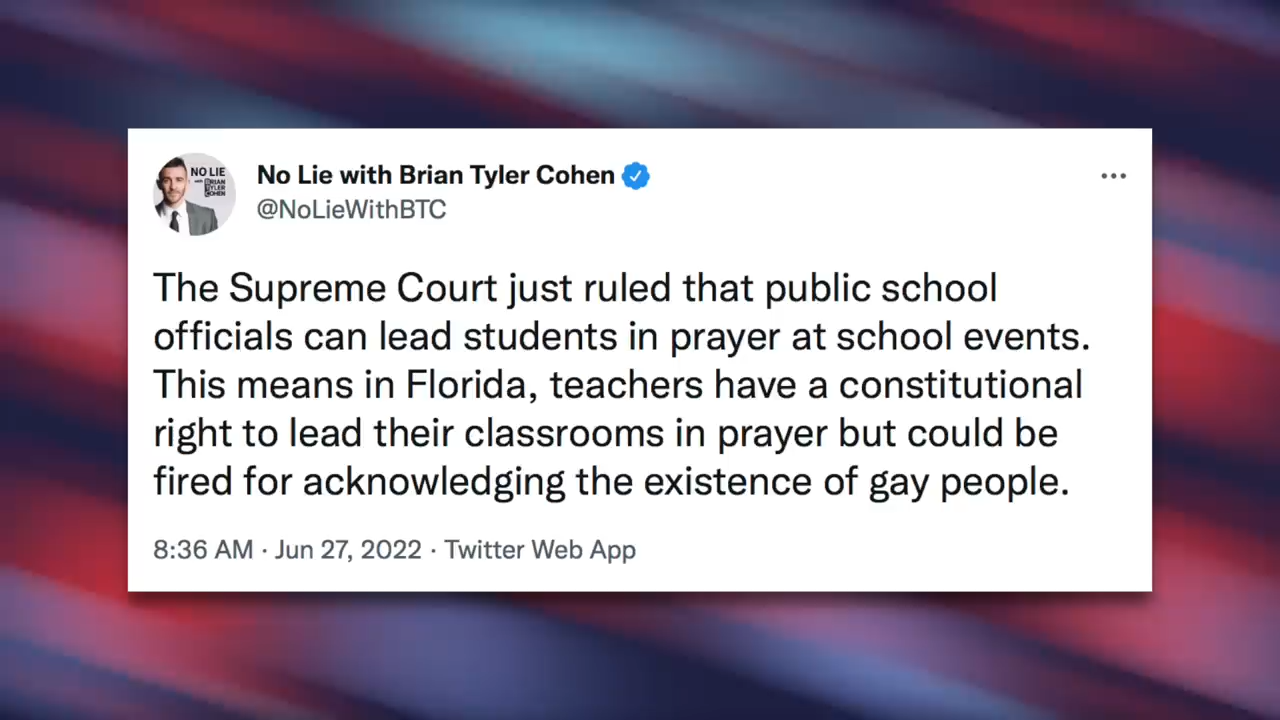 NO LIE
with BRIAN
TYLER
COHEN
No Lie with Brian Tyler Cohen
@NoLieWithBTC
The Supreme Court just ruled that public school
officials can lead students in prayer at school events.
This means in Florida, teachers have a constitutional
right to lead their classrooms in prayer but could be
fired for acknowledging the existence of gay people.
8:36 AM · Jun 27, 2022 · Twitter Web App